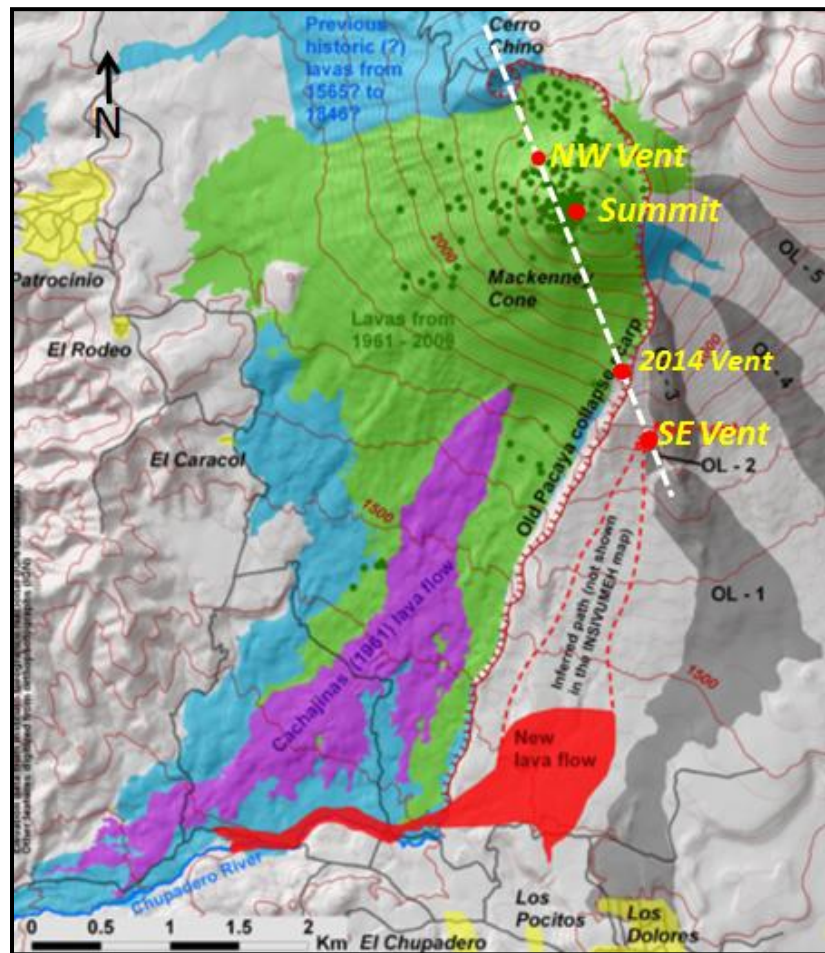 Previous
historic (?)
lavas from
1565? to
1846?
Cerro
Chino
N
NW Vent
Summit
2000
Mackenney
Cone
OL - 5
Patrocinio
Lavas from
1961 - 2009
El Rodeo
2014 Vent
OL - 4
Old Pacaya collapse scarp
SE Vent
El Caracol
OL - 2
1500
OL - 1
Inferred path (not shown
in the INSIVUMEH map)
Cachajinas (1961) lava flow
1500
New
lava flow
Chupadero River
Los
Pocitos
Los
Dolores
0 0.5 1 1.5 2
Km
El Chupadero